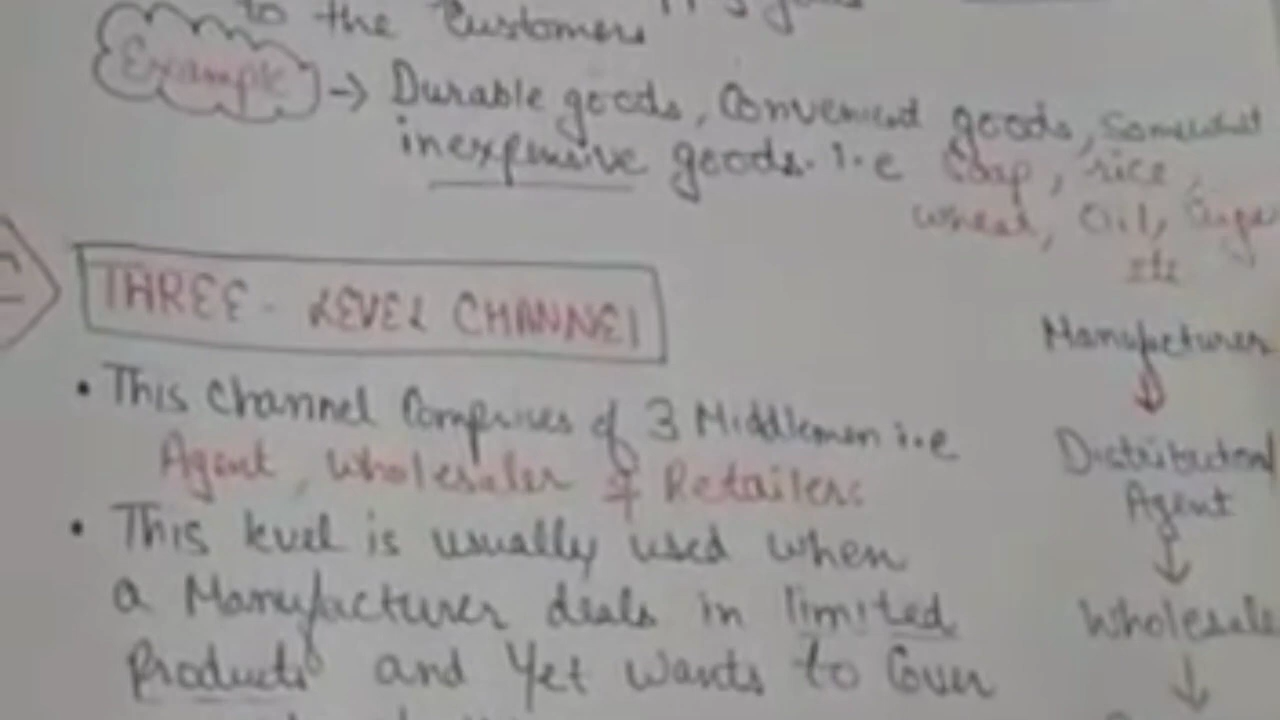 to the Customers
Example → Durable goods, Convenient goods, Somewhat
inexpensive goods. i.e Soap, rice,
wheat, Oil, Sugar
etc
THREE - LEVEL CHANNEL
• This Channel Comprises of 3 Middlemen i.e
Agent, Wholesaler & Retailers
• This level is usually used when
a Manufacturer deals in limited
Products and Yet wants to Cover
Manufacturer
↓
Distribution/
Agent
↓
Wholesale
↓